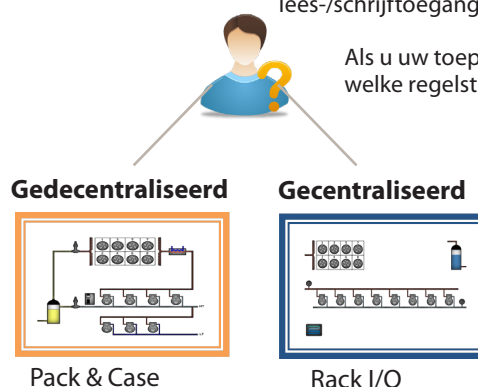 lees-/schrijftoegang
Als u uw toep
welke regelst
Gedecentraliseerd
Gecentraliseerd
Pack & Case
Rack I/O